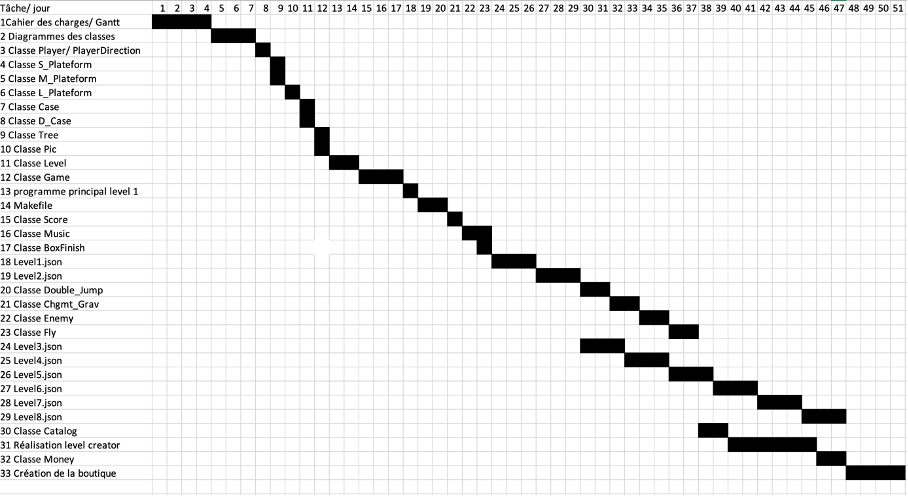 Tâche/ jour 1 2 3 4 5 6 7 8 9 10 11 12 13 14 15 16 17 18 19 20 21 22 23 24 25 26 27 28 29 30 31 32 33 34 35 36 37 38 39 40 41 42 43 44 45 46 47 48 49 50 51
1Cahier des charges/ Gantt
2 Diagrammes des classes
3 Classe Player/ PlayerDirection
4 Classe S_Plateform
5 Classe M_Plateform
6 Classe L_Plateform
7 Classe Case
8 Classe D_Case
9 Classe Tree
10 Classe Pic
11 Classe Level
12 Classe Game
13 programme principal level 1
14 Makefile
15 Classe Score
16 Classe Music
17 Classe BoxFinish
18 Level1.json
19 Level2.json
20 Classe Double_Jump
21 Classe Chgmt_Grav
22 Classe Enemy
23 Classe Fly
24 Level3.json
25 Level4.json
26 Level5.json
27 Level6.json
28 Level7.json
29 Level8.json
30 Classe Catalog
31 Réalisation level creator
32 Classe Money
33 Création de la boutique